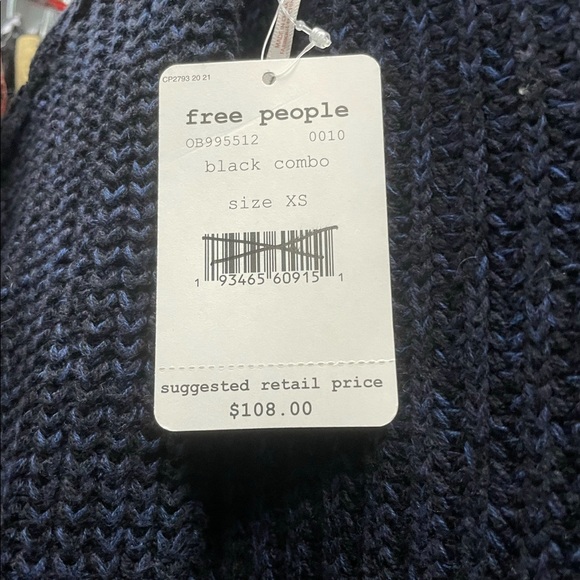 CP2793 20 21
free people
OB995512 0010
black combo
size XS
1 93465 60915 1
suggested retail price
$108.00